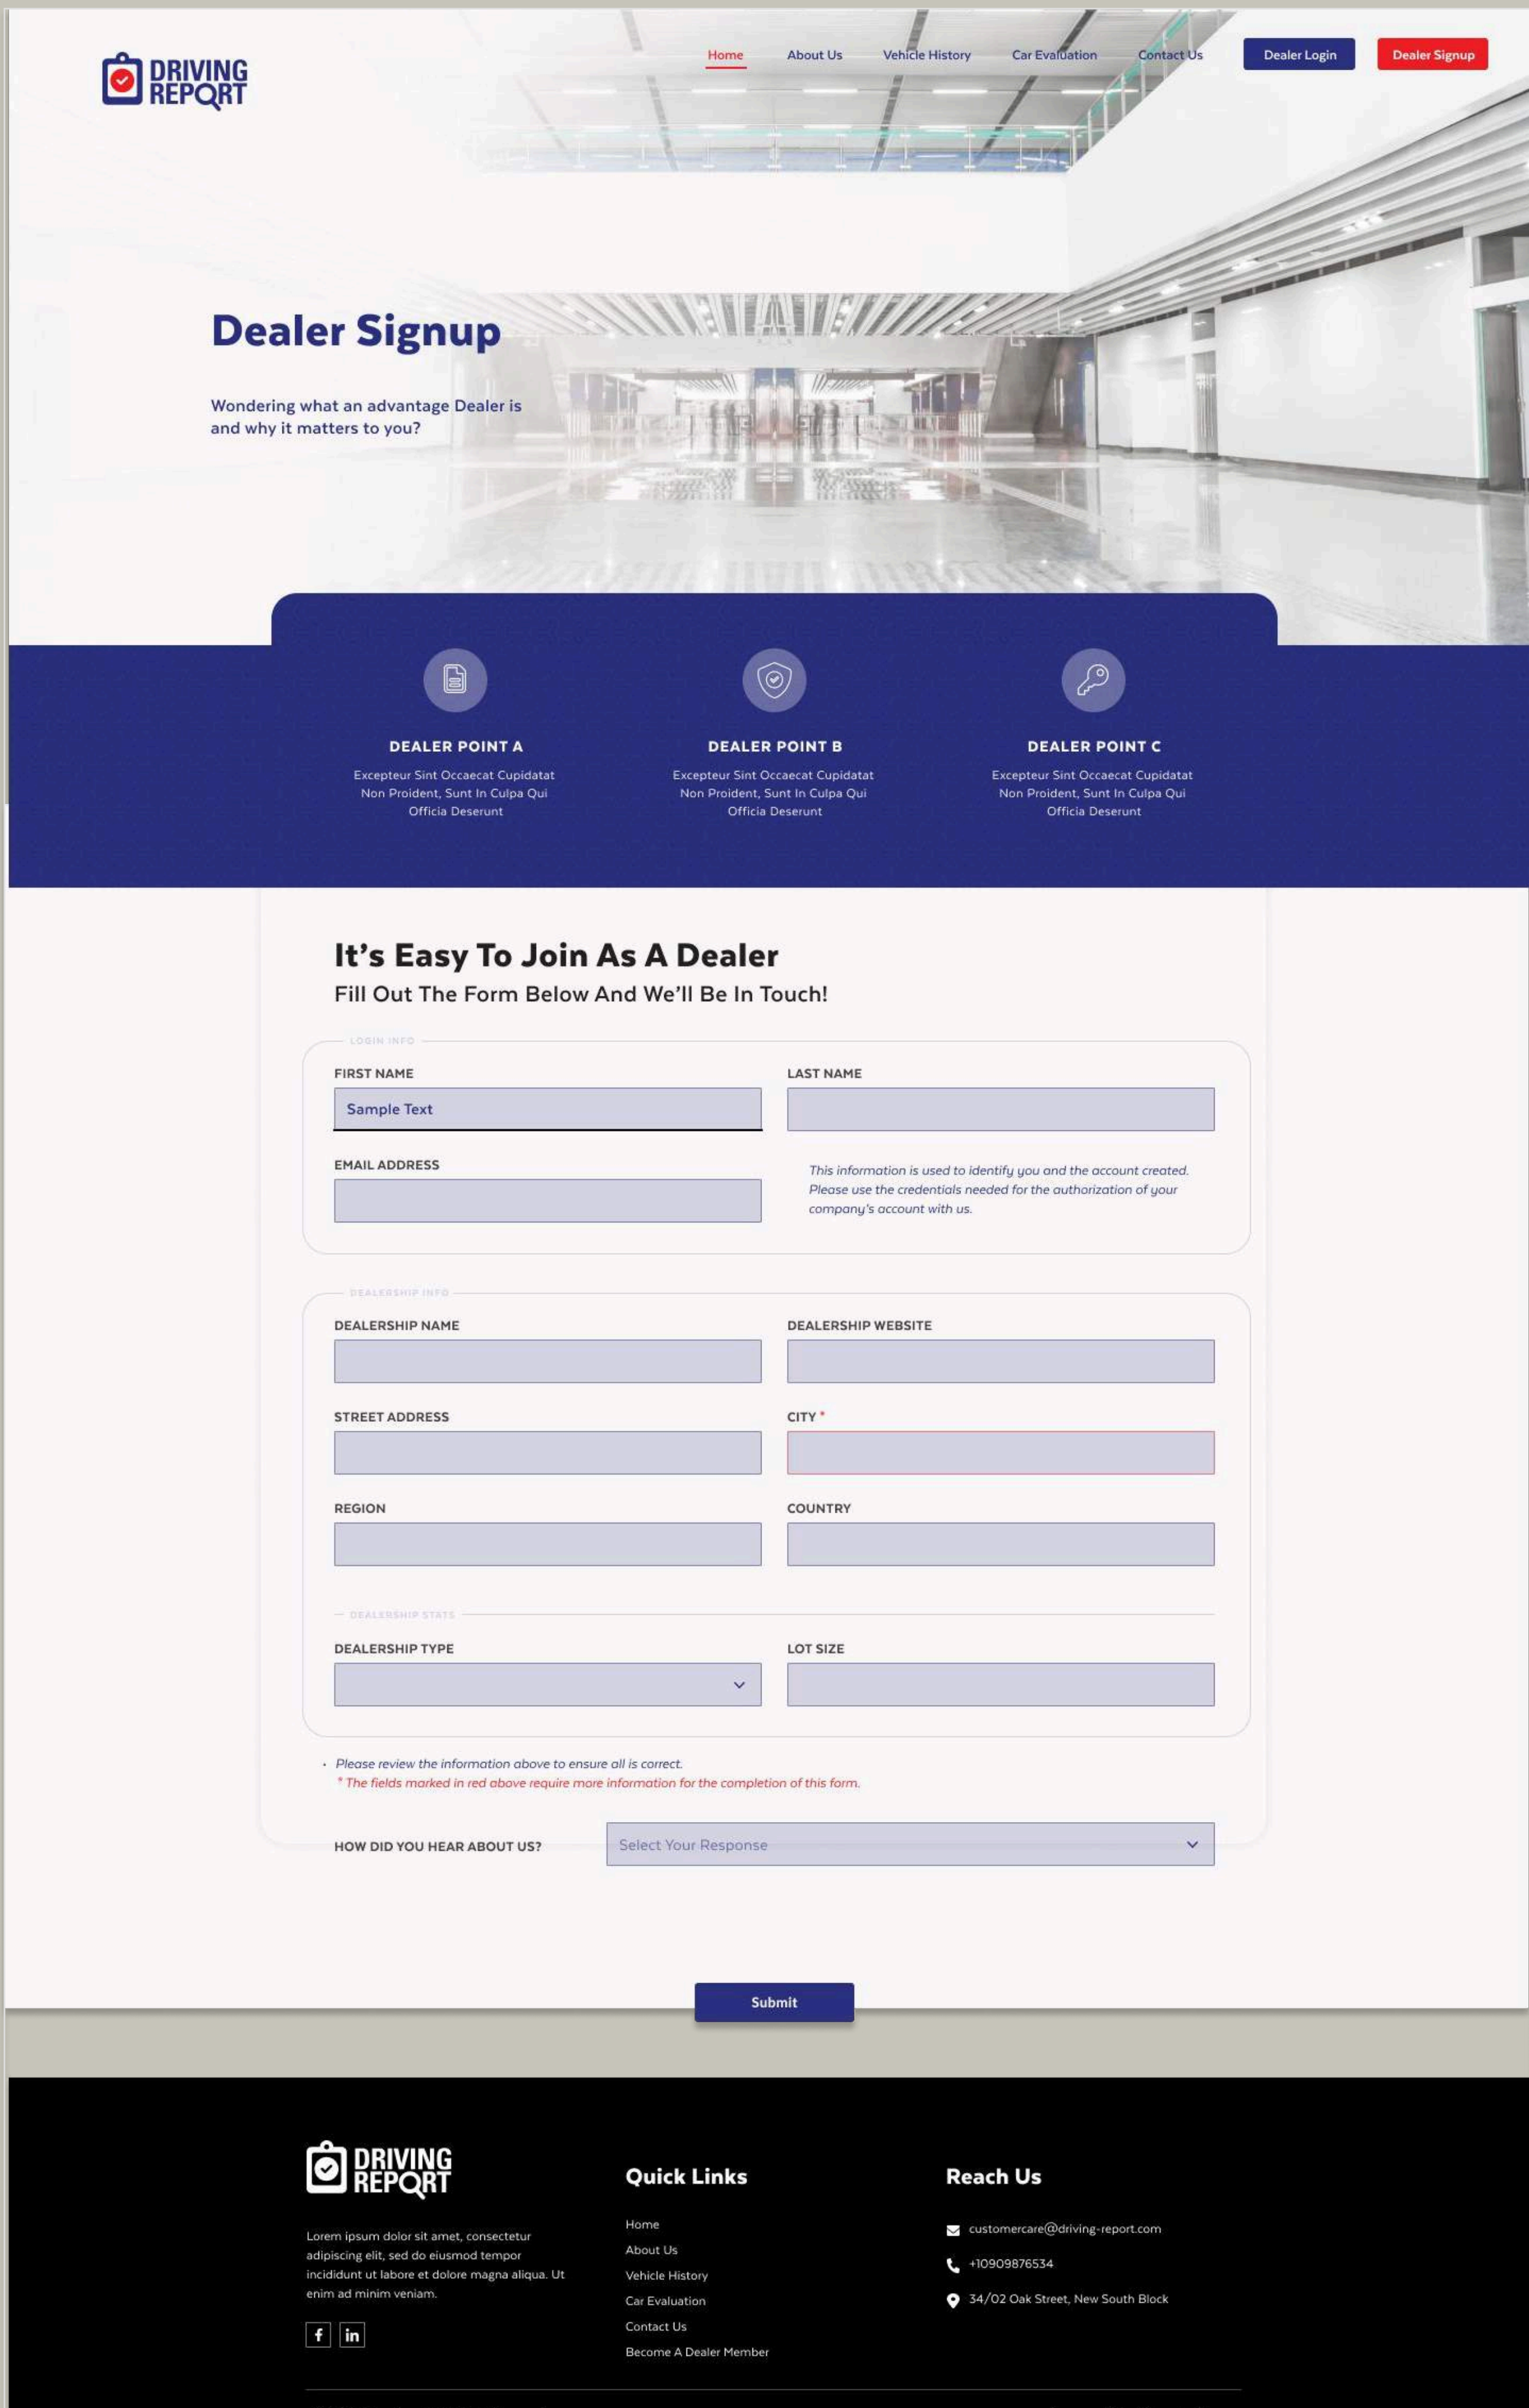 DRIVING
REPORT
Home About Us Vehicle History Car Evaluation Contact Us Dealer Login Dealer Signup
Dealer Signup
Wondering what an advantage Dealer is
and why it matters to you?
DEALER POINT A
Excepteur Sint Occaecat Cupidatat
Non Proident, Sunt In Culpa Qui
Officia Deserunt
DEALER POINT B
Excepteur Sint Occaecat Cupidatat
Non Proident, Sunt In Culpa Qui
Officia Deserunt
DEALER POINT C
Excepteur Sint Occaecat Cupidatat
Non Proident, Sunt In Culpa Qui
Officia Deserunt
It's Easy To Join As A Dealer
Fill Out The Form Below And We'll Be In Touch!
LOGIN INFO
FIRST NAME
Sample Text
LAST NAME
EMAIL ADDRESS
This information is used to identify you and the account created.
Please use the credentials needed for the authorization of your
company's account with us.
DEALERSHIP INFO
DEALERSHIP NAME
DEALERSHIP WEBSITE
STREET ADDRESS
CITY *
REGION
COUNTRY
DEALERSHIP STATS
DEALERSHIP TYPE
LOT SIZE
• Please review the information above to ensure all is correct.
* The fields marked in red above require more information for the completion of this form.
HOW DID YOU HEAR ABOUT US?
Select Your Response
Submit
DRIVING
REPORT
Lorem ipsum dolor sit amet, consectetur
adipiscing elit, sed do eiusmod tempor
incididunt ut labore et dolore magna aliqua. Ut
enim ad minim veniam.
f in
Quick Links
Home
About Us
Vehicle History
Car Evaluation
Contact Us
Become A Dealer Member
Reach Us
customercare@driving-report.com
+10909876534
34/02 Oak Street, New South Block